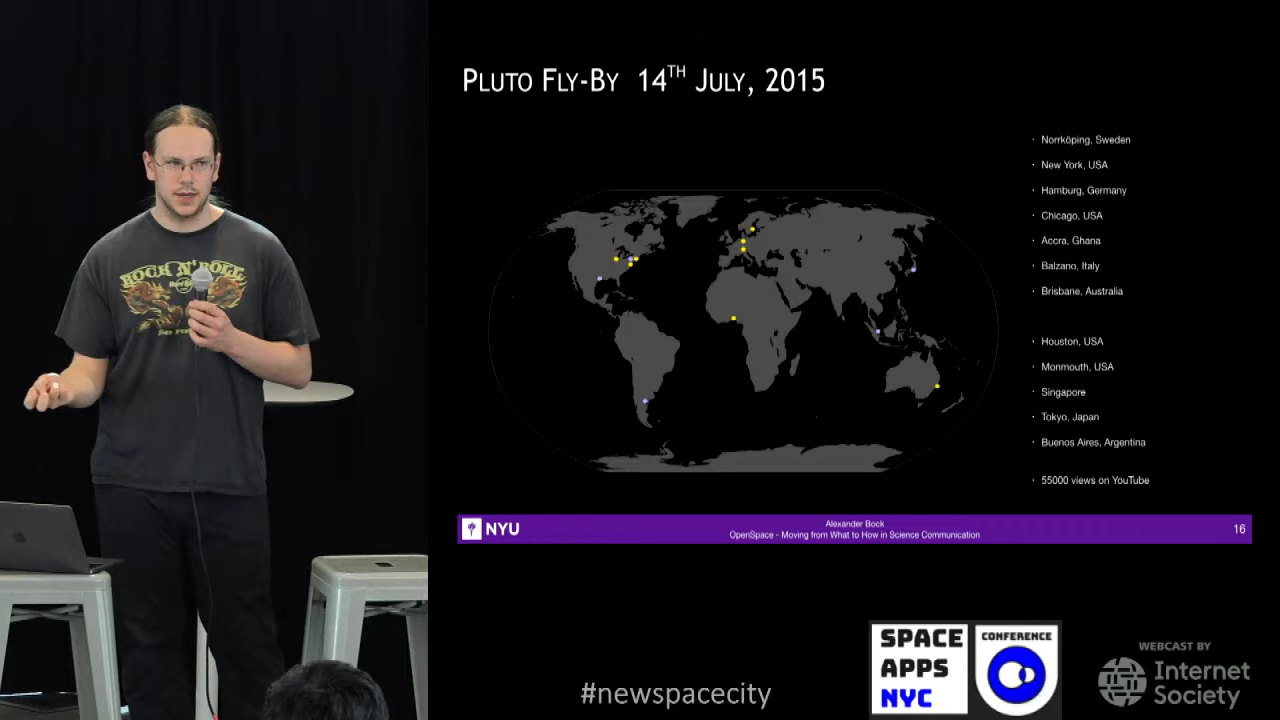 ROCK N' ROLL
Hard Rock
PLUTO FLY-BY 14TH JULY, 2015
· Norrköping, Sweden
· New York, USA
· Hamburg, Germany
· Chicago, USA
· Accra, Ghana
· Balzano, Italy
· Brisbane, Australia
· Houston, USA
· Monmouth, USA
· Singapore
· Tokyo, Japan
· Buenos Aires, Argentina
· 55000 views on YouTube
NYU
Alexander Bock
OpenSpace - Moving from What to How in Science Communication
16
#newspacecity
SPACE
APPS
NYC
CONFERENCE
WEBCAST BY
Internet
Society